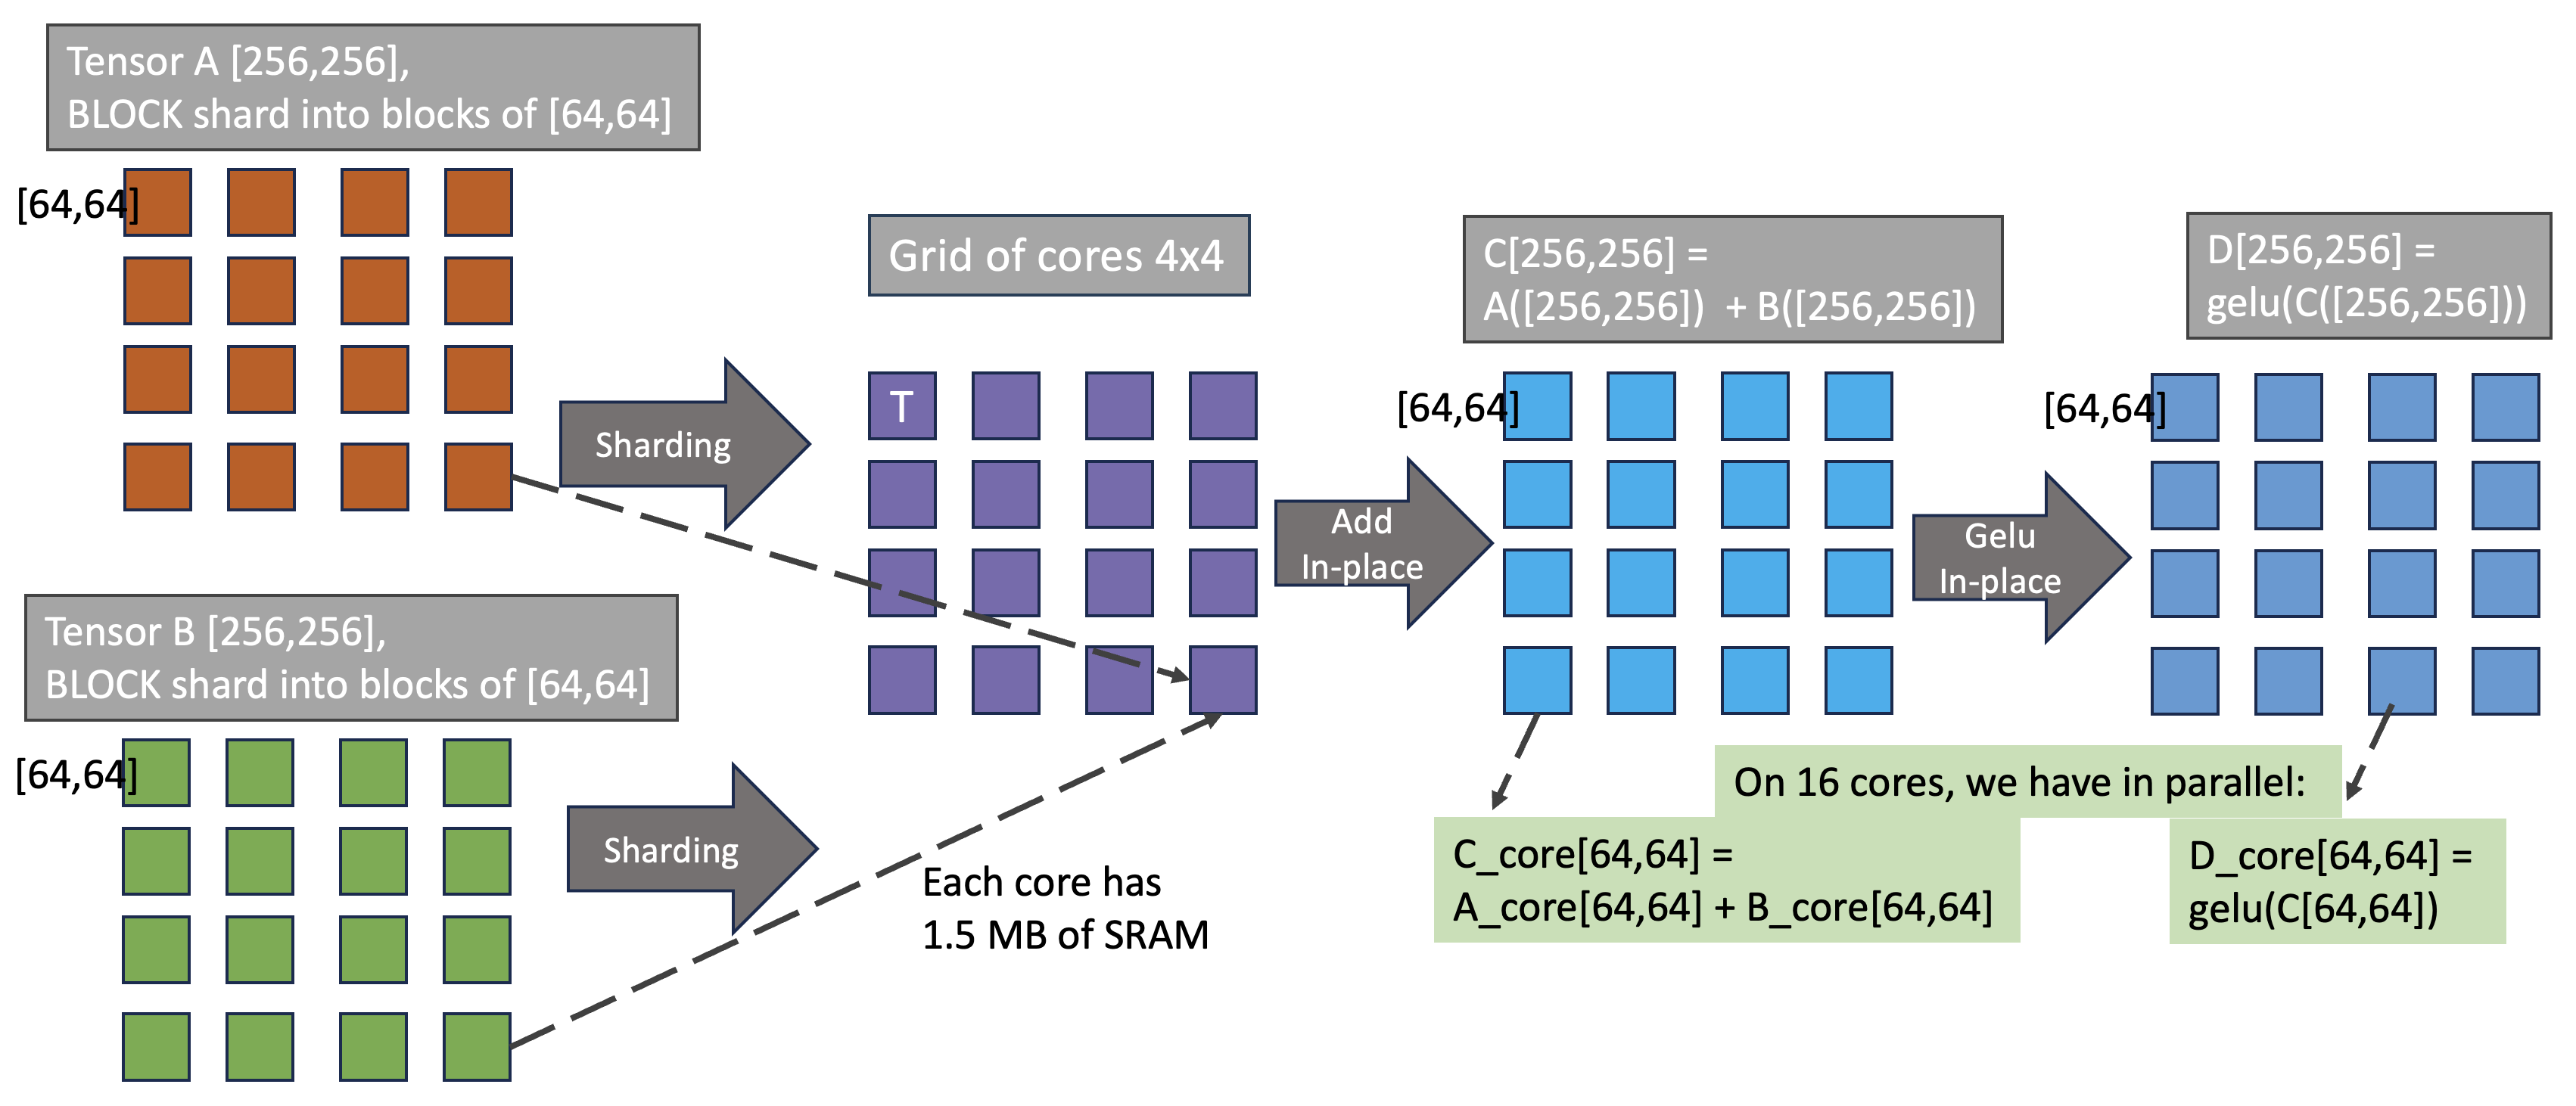 Tensor A [256,256],
BLOCK shard into blocks of [64,64]
[64,64]
Sharding
Tensor B [256,256],
BLOCK shard into blocks of [64,64]
[64,64]
Sharding
Grid of cores 4x4
T
Each core has
1.5 MB of SRAM
Add
In-place
C[256,256] =
A([256,256])  + B([256,256])
[64,64]
Gelu
In-place
D[256,256] =
gelu(C([256,256]))
[64,64]
On 16 cores, we have in parallel:
C_core[64,64] =
A_core[64,64] + B_core[64,64]
D_core[64,64] =
gelu(C[64,64])